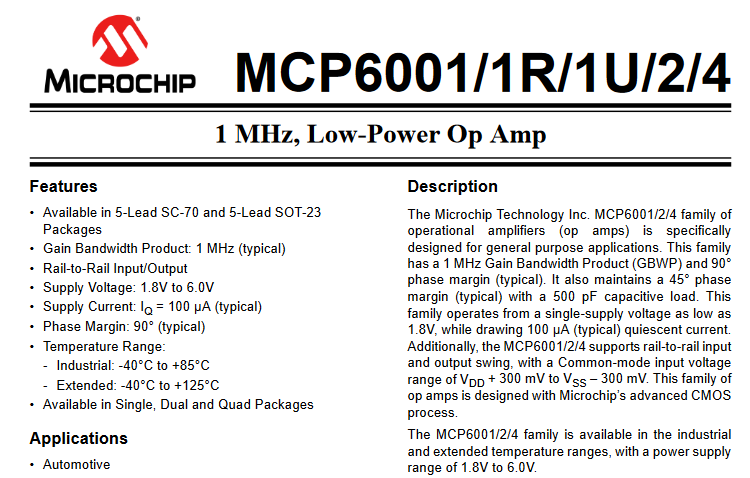 MICROCHIP
MCP6001/1R/1U/2/4
1 MHz, Low-Power Op Amp
Features
• Available in 5-Lead SC-70 and 5-Lead SOT-23
Packages
• Gain Bandwidth Product: 1 MHz (typical)
• Rail-to-Rail Input/Output
• Supply Voltage: 1.8V to 6.0V
• Supply Current: IQ = 100 µA (typical)
• Phase Margin: 90° (typical)
• Temperature Range:
- Industrial: -40°C to +85°C
- Extended: -40°C to +125°C
• Available in Single, Dual and Quad Packages
Applications
• Automotive
Description
The Microchip Technology Inc. MCP6001/2/4 family of
operational amplifiers (op amps) is specifically
designed for general purpose applications. This family
has a 1 MHz Gain Bandwidth Product (GBWP) and 90°
phase margin (typical). It also maintains a 45° phase
margin (typical) with a 500 pF capacitive load. This
family operates from a single-supply voltage as low as
1.8V, while drawing 100 µA (typical) quiescent current.
Additionally, the MCP6001/2/4 supports rail-to-rail input
and output swing, with a Common-mode input voltage
range of VDD + 300 mV to VSS – 300 mV. This family of
op amps is designed with Microchip’s advanced CMOS
process.
The MCP6001/2/4 family is available in the industrial
and extended temperature ranges, with a power supply
range of 1.8V to 6.0V.